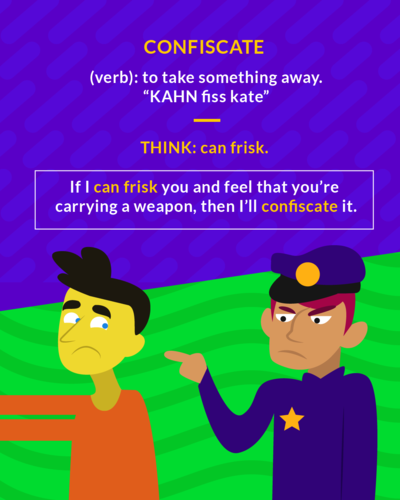 CONFISCATE
(verb): to take something away.
“KAHN fiss kate”
THINK: can frisk.
If I can frisk you and feel that you’re
carrying a weapon, then I’ll confiscate it.